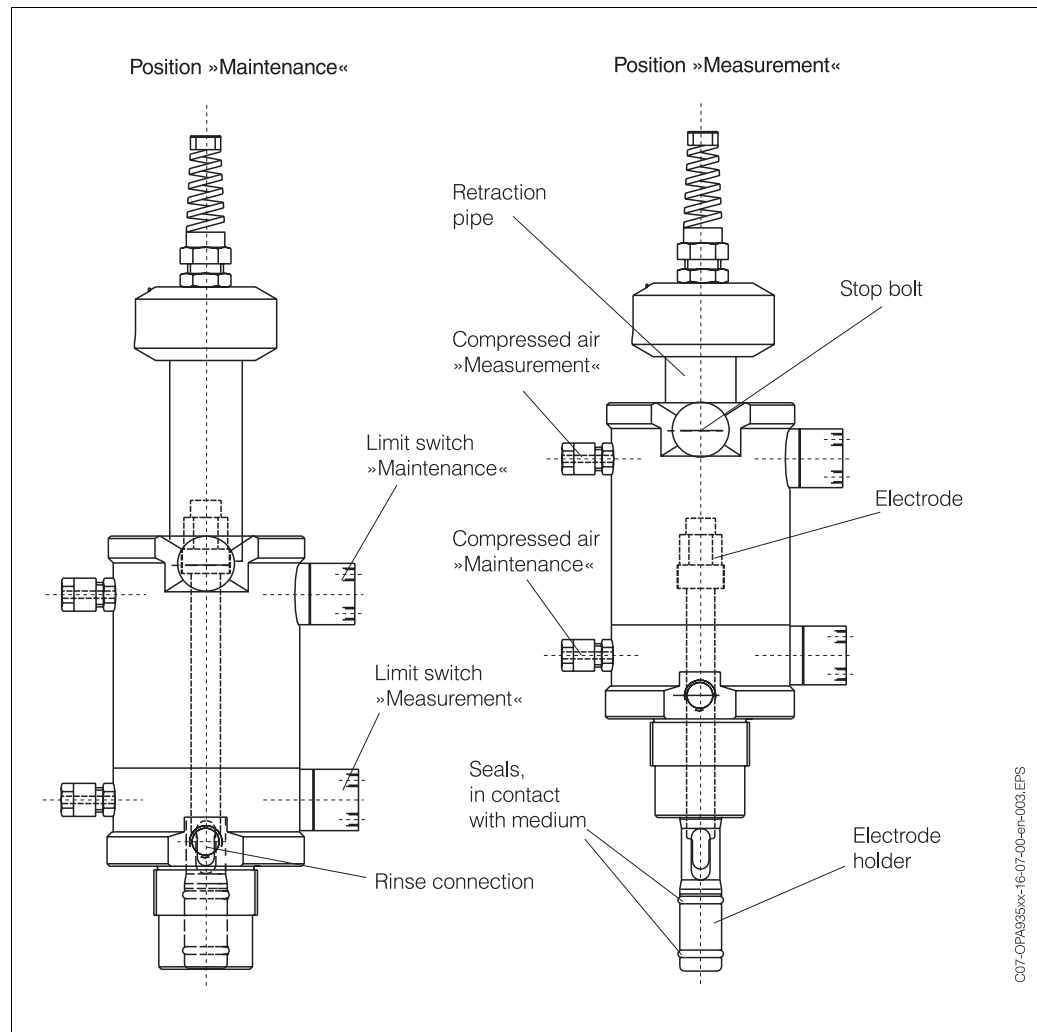 Position »Maintenance«
Position »Measurement«
Retraction
pipe
Stop bolt
Compressed air
»Measurement«
Limit switch
»Maintenance«
Electrode
Compressed air
»Maintenance«
Limit switch
»Measurement«
Seals,
in contact
with medium
Electrode
holder
Rinse connection
C07-OPA935xx-16-07-00-en-003.EPS